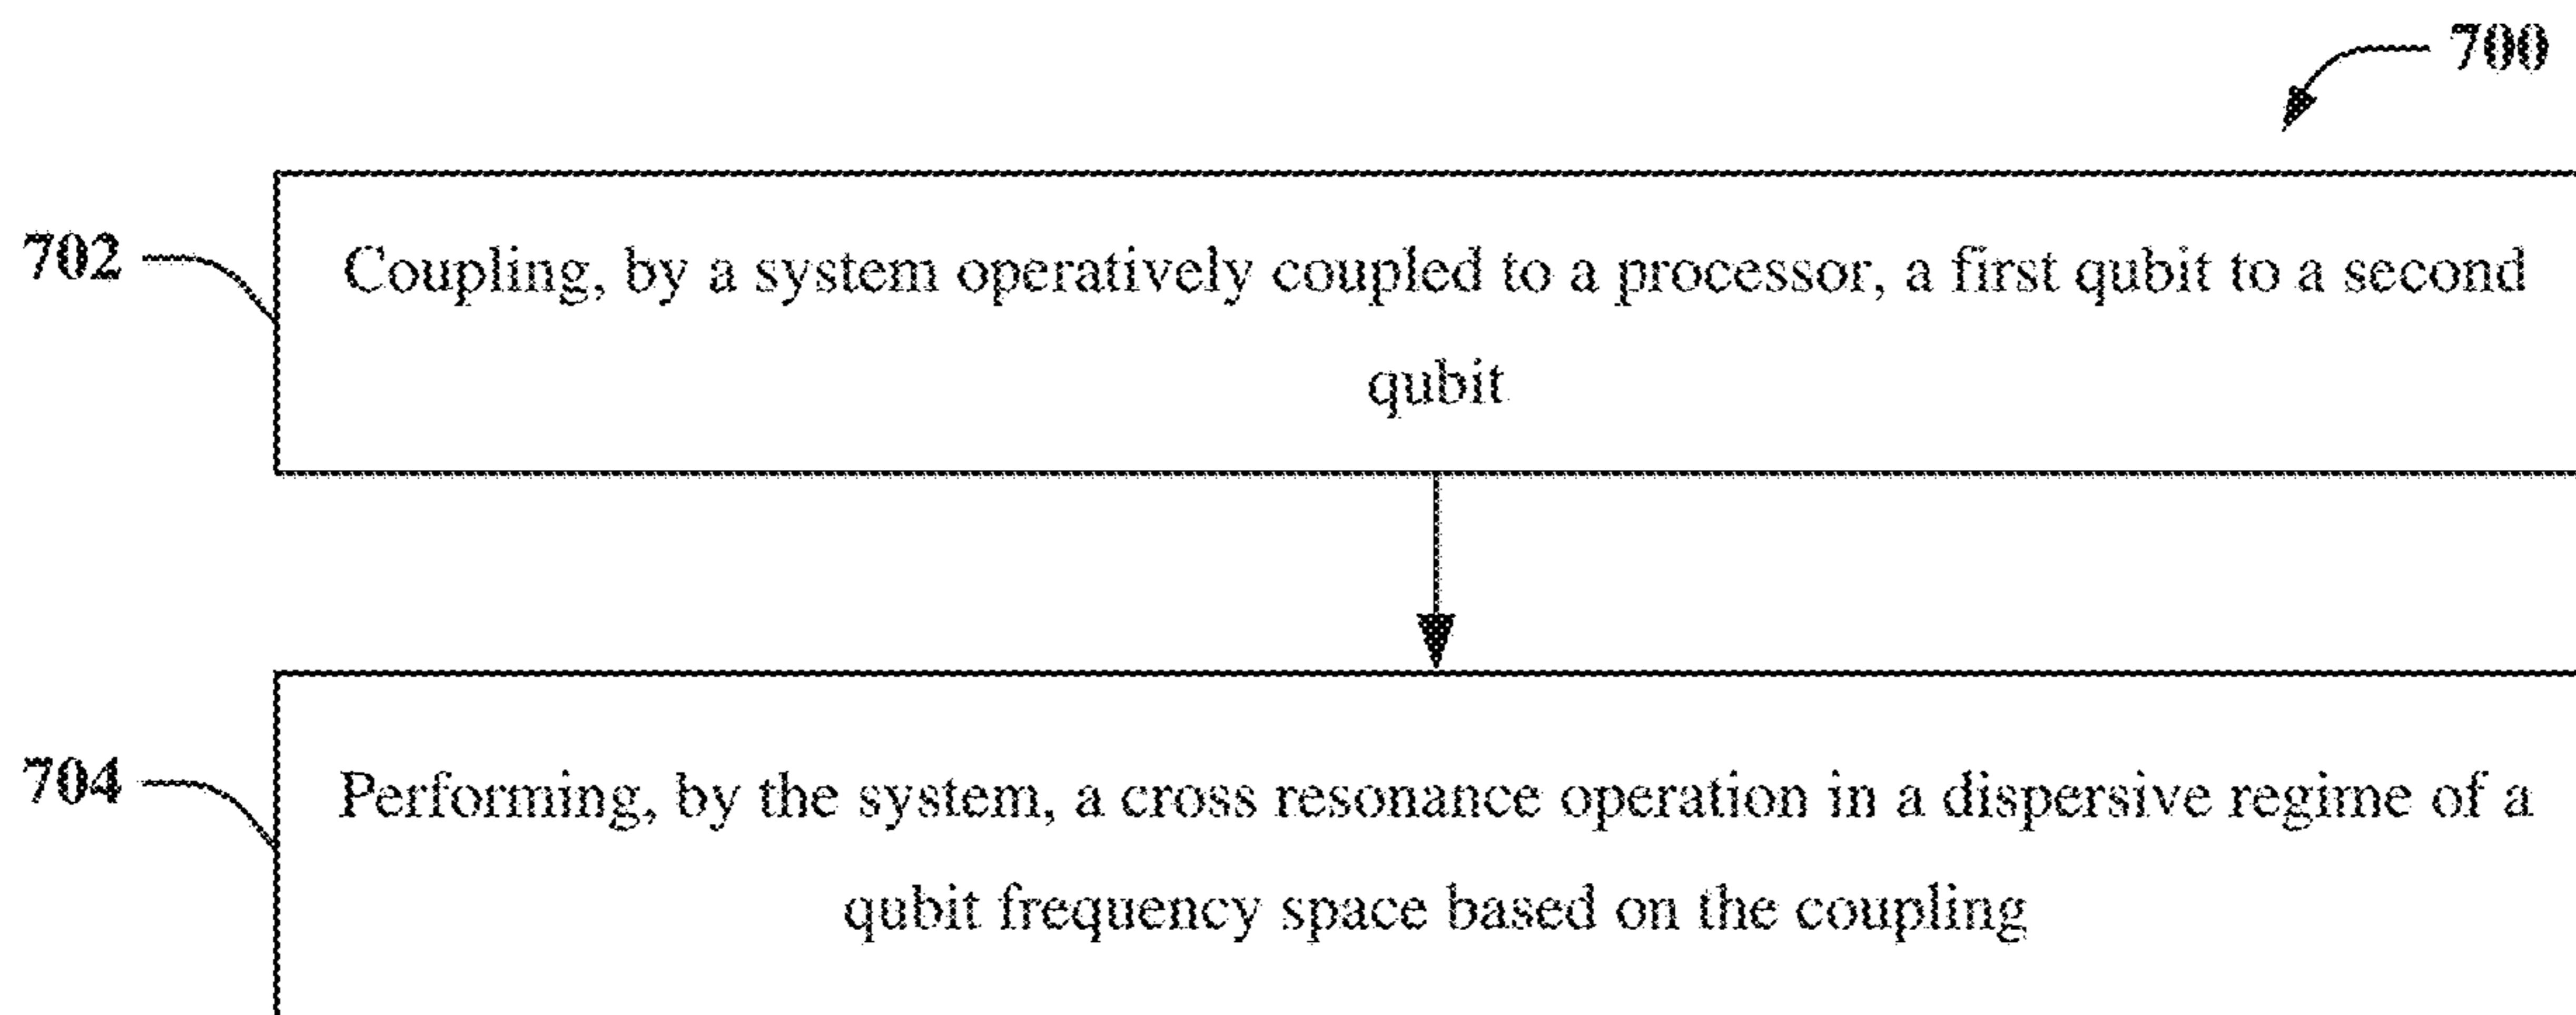 700
702
Coupling, by a system operatively coupled to a processor, a first qubit to a second
qubit
704
Performing, by the system, a cross resonance operation in a dispersive regime of a
qubit frequency space based on the coupling